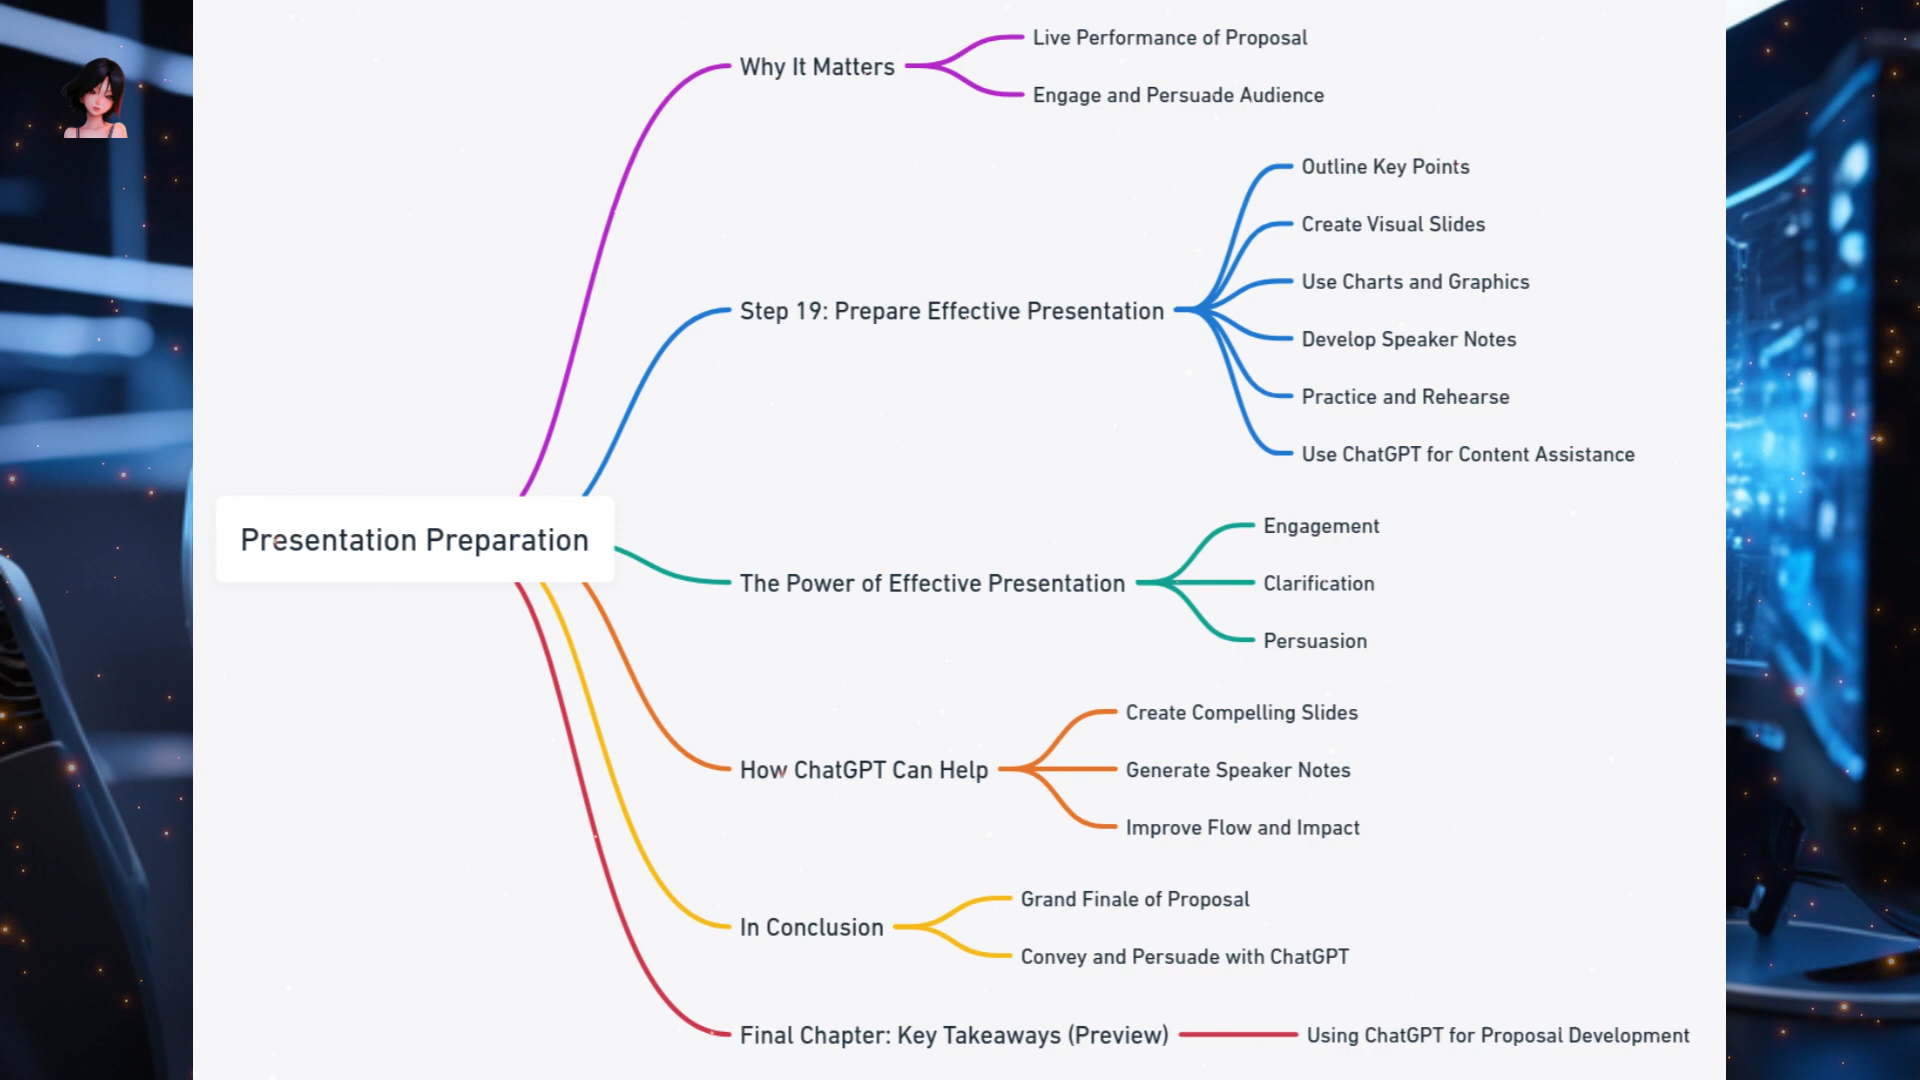 Presentation Preparation
Why It Matters
Live Performance of Proposal
Engage and Persuade Audience
Step 19: Prepare Effective Presentation
Outline Key Points
Create Visual Slides
Use Charts and Graphics
Develop Speaker Notes
Practice and Rehearse
Use ChatGPT for Content Assistance
The Power of Effective Presentation
Engagement
Clarification
Persuasion
How ChatGPT Can Help
Create Compelling Slides
Generate Speaker Notes
Improve Flow and Impact
In Conclusion
Grand Finale of Proposal
Convey and Persuade with ChatGPT
Final Chapter: Key Takeaways (Preview)
Using ChatGPT for Proposal Development